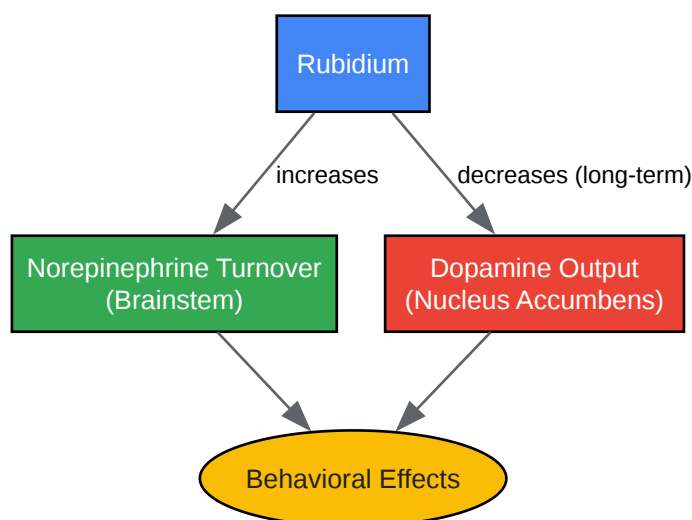 Rubidium
increases
decreases (long-term)
Norepinephrine Turnover
(Brainstem)
Dopamine Output
(Nucleus Accumbens)
Behavioral Effects